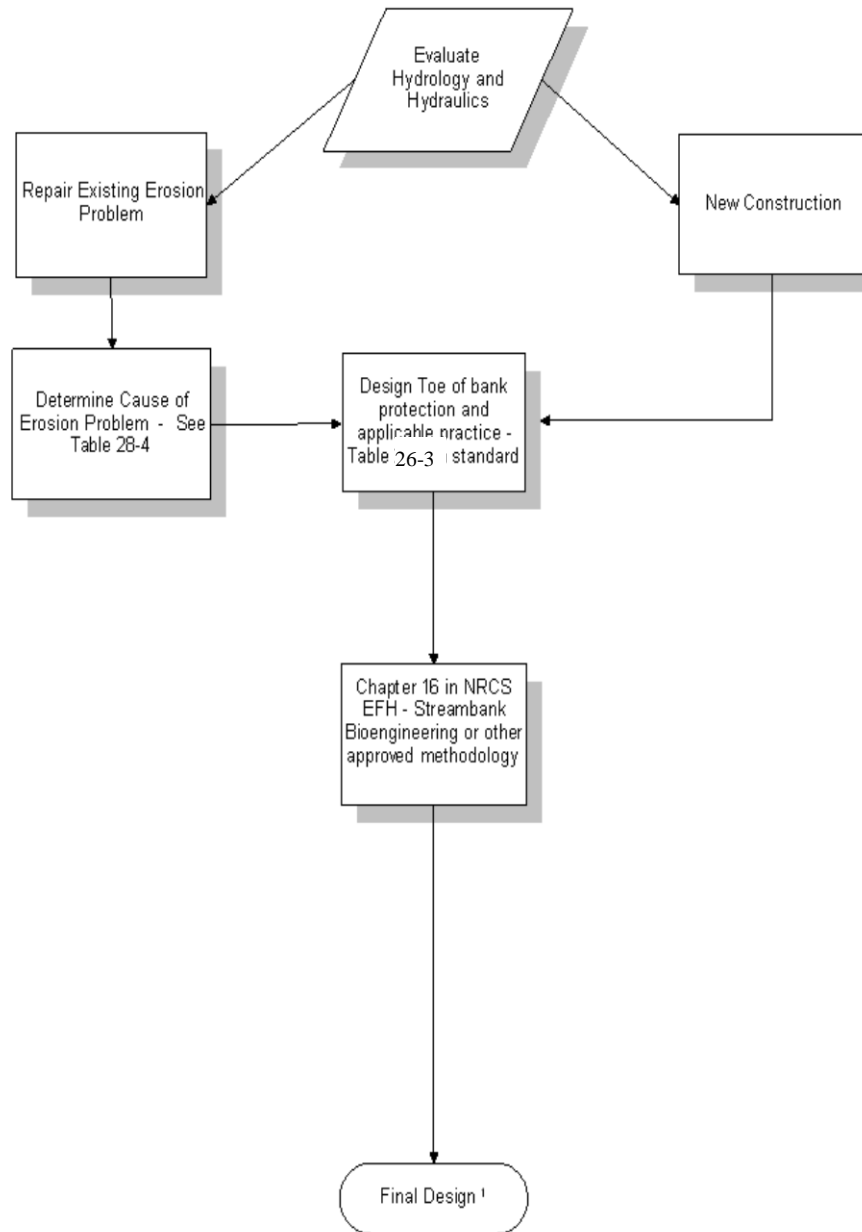 Evaluate
Hydrology and
Hydraulics
Repair Existing Erosion
Problem
New Construction
Determine Cause of
Erosion Problem - See
Table 28-4
Design Toe of bank
protection and
applicable practice -
Table 26-3 standard
Chapter 16 in NRCS
EFH - Streambank
Bioengineering or other
approved methodology
Final Design ¹